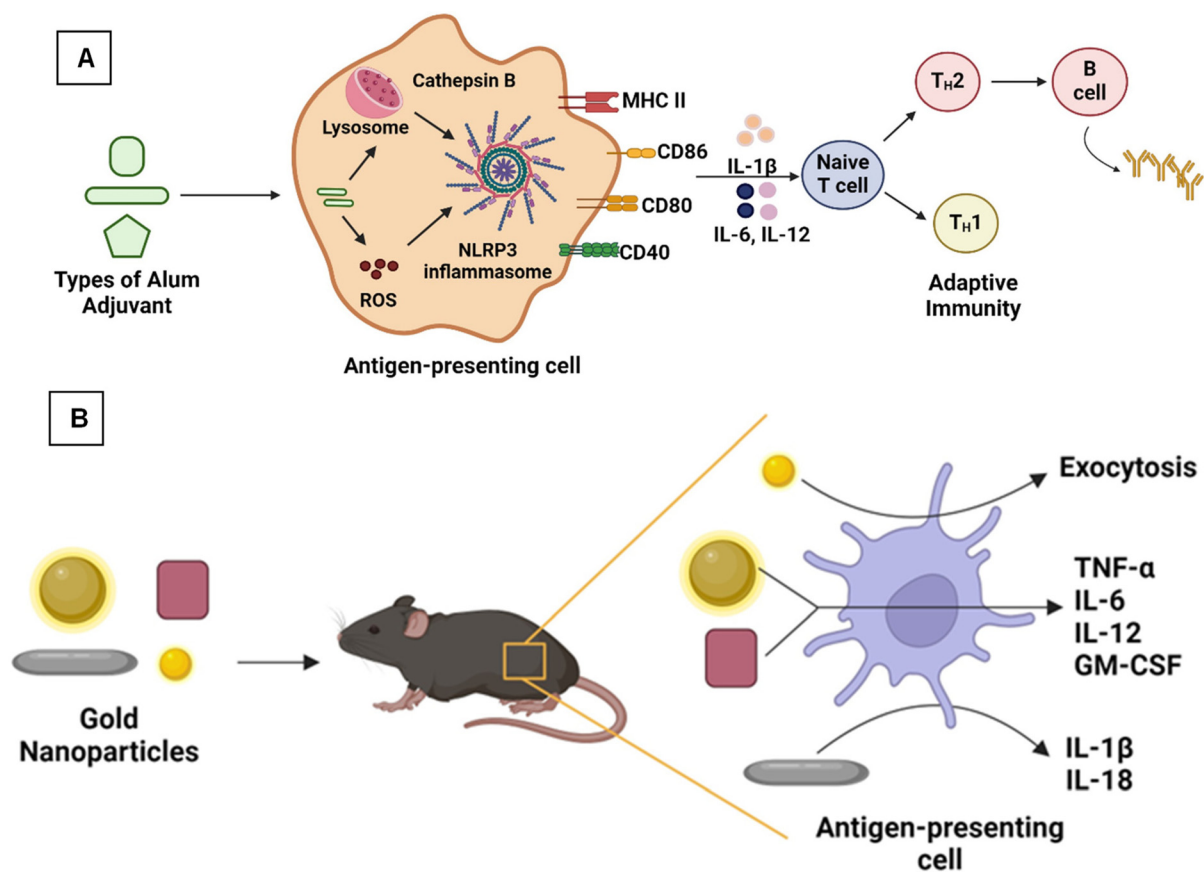 A
Types of Alum
Adjuvant
Cathepsin B
Lysosome
NLRP3
inflammasome
ROS
Antigen-presenting cell
MHC II
CD86
CD80
CD40
IL-1β
IL-6, IL-12
Naive
T cell
TH2
B
cell
TH1
Adaptive
Immunity
B
Gold
Nanoparticles
Exocytosis
TNF-α
IL-6
IL-12
GM-CSF
IL-1β
IL-18
Antigen-presenting
cell